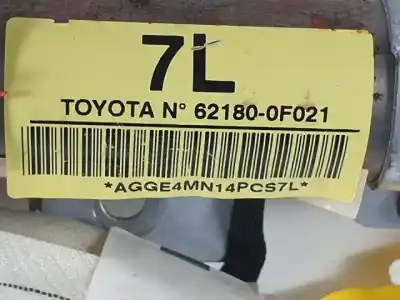 7L
TOYOTA N° 62180-0F021
*AGGE4MN14PCS7L*